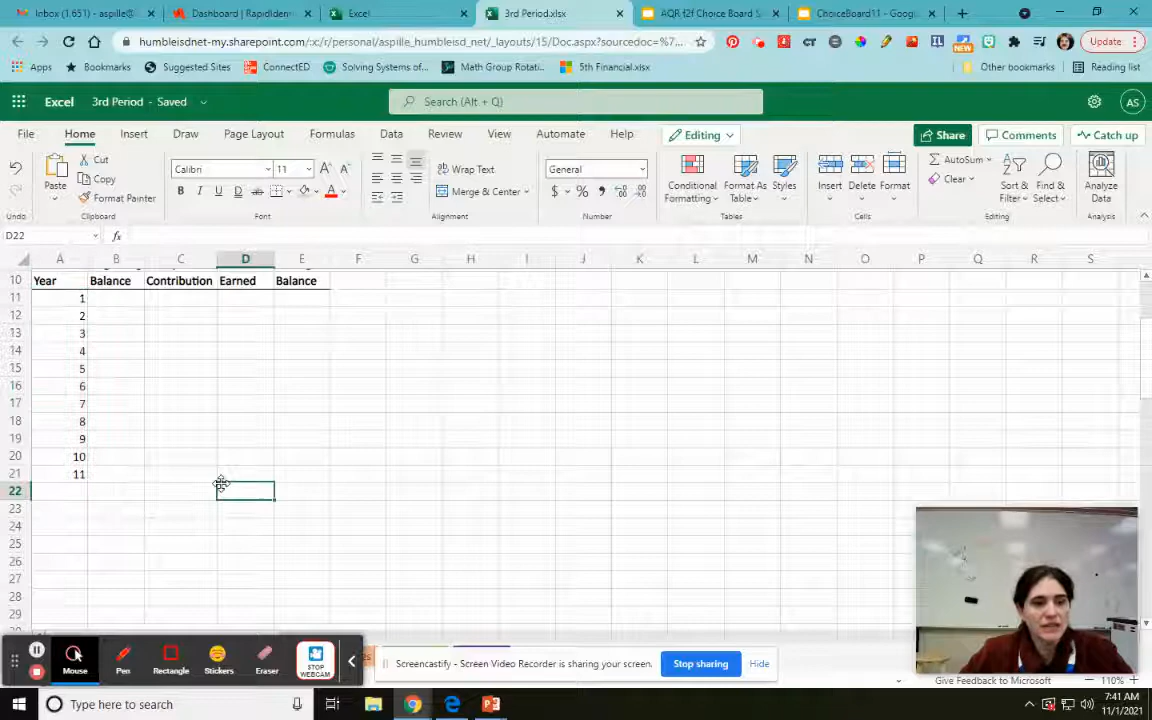 Inbox (1,651) - aspille@
Dashboard | RapidIden
Excel
3rd Period.xlsx
AQR f2f Choice Board S
ChoiceBoard11 - Goog
humbleisdnet-my.sharepoint.com/:x:/r/personal/aspille_humbleisd_net/_layouts/15/Doc.aspx?sourcedoc=%7...
NEW
Update
Apps
Bookmarks
Suggested Sites
ConnectED
Solving Systems of...
Math Group Rotati...
5th Financial.xlsx
Other bookmarks
Reading list
Excel
3rd Period - Saved
Search (Alt + Q)
AS
File Home Insert Draw Page Layout Formulas Data Review View Automate Help
Editing
Share
Comments
Catch up
Cut
Copy
Format Painter
Paste
Undo
Clipboard
Calibri
11
B I U D ab
Font
Wrap Text
Merge & Center
Alignment
General
$ % 9
Number
Conditional Formatting
Format As Table
Styles
Tables
Insert
Delete
Format
Cells
AutoSum
Clear
Sort & Filter
Find & Select
Editing
Analyze Data
Analysis
D22
fx
A B C D E F G H I J K L M N O P Q R S
10 Year Balance Contribution Earned Balance
11 1
12 2
13 3
14 4
15 5
16 6
17 7
18 8
19 9
20 10
21 11
22
23
24
25
26
27
28
29
Mouse
Pen
Rectangle
Stickers
Eraser
STOP WEBCAM
Screencastify - Screen Video Recorder is sharing your screen.
Stop sharing
Hide
Give Feedback to Microsoft
110%
Type here to search
7:41 AM
11/1/2021